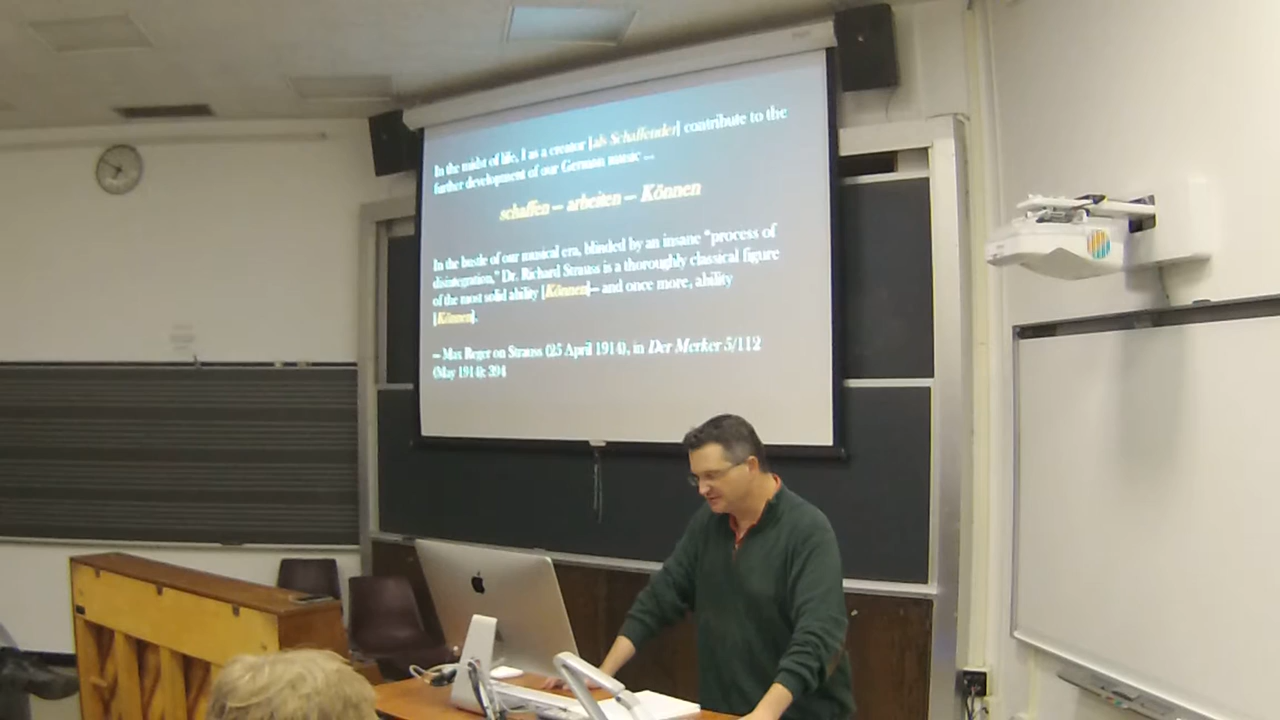 In the midst of life, I as a creator [als Schaffender] contribute to the
further development of our German music ...
schaffen – arbeiten – Können
In the bustle of our musical era, blinded by an insane "process of
disintegration," Dr. Richard Strauss is a thoroughly classical figure
of the most solid ability [Können]– and once more, ability
[Können].
– Max Reger on Strauss (25 April 1914), in Der Merker 5/112
(May 1914): 394